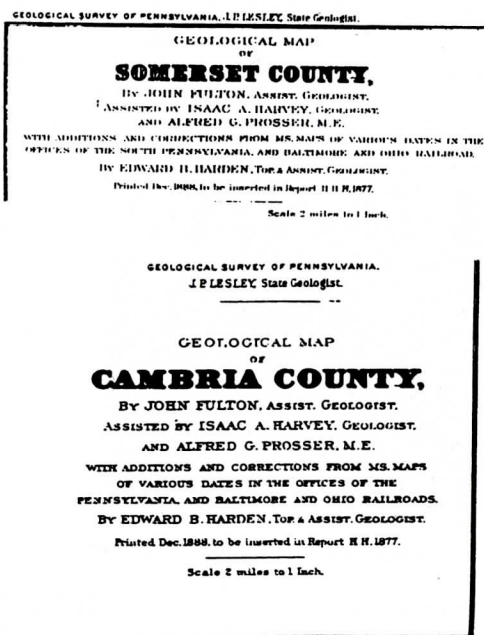 GEOLOGICAL SURVEY OF PENNSYLVANIA, J.P. LESLEY, State Geologist.
GEOLOGICAL MAP
OF
SOMERSET COUNTY,
BY JOHN FULTON, ASSIST. GEOLOGIST.
ASSISTED BY ISAAC A. HARVEY, GEOLOGIST,
AND ALFRED G. PROSSER, M.E.
WITH ADDITIONS AND CORRECTIONS FROM MS. MAPS OF VARIOUS DATES IN THE
OFFICES OF THE SOUTH PENNSYLVANIA, AND BALTIMORE AND OHIO RAILROAD.
BY EDWARD B. HARDEN, TOP. & ASSIST. GEOLOGIST.
Printed Dec. 1888, to be inserted in Report H H H, 1877.
Scale 2 miles to 1 Inch.
GEOLOGICAL SURVEY OF PENNSYLVANIA.
J.P. LESLEY, State Geologist.
GEOLOGICAL MAP
OF
CAMBRIA COUNTY,
BY JOHN FULTON, ASSIST. GEOLOGIST.
ASSISTED BY ISAAC A. HARVEY, GEOLOGIST,
AND ALFRED G. PROSSER, M.E.
WITH ADDITIONS AND CORRECTIONS FROM MS. MAPS
OF VARIOUS DATES IN THE OFFICES OF THE
PENNSYLVANIA, AND BALTIMORE AND OHIO RAILROADS.
BY EDWARD B. HARDEN, TOP. & ASSIST. GEOLOGIST.
Printed Dec. 1888, to be inserted in Report H H, 1877.
Scale 2 miles to 1 Inch.